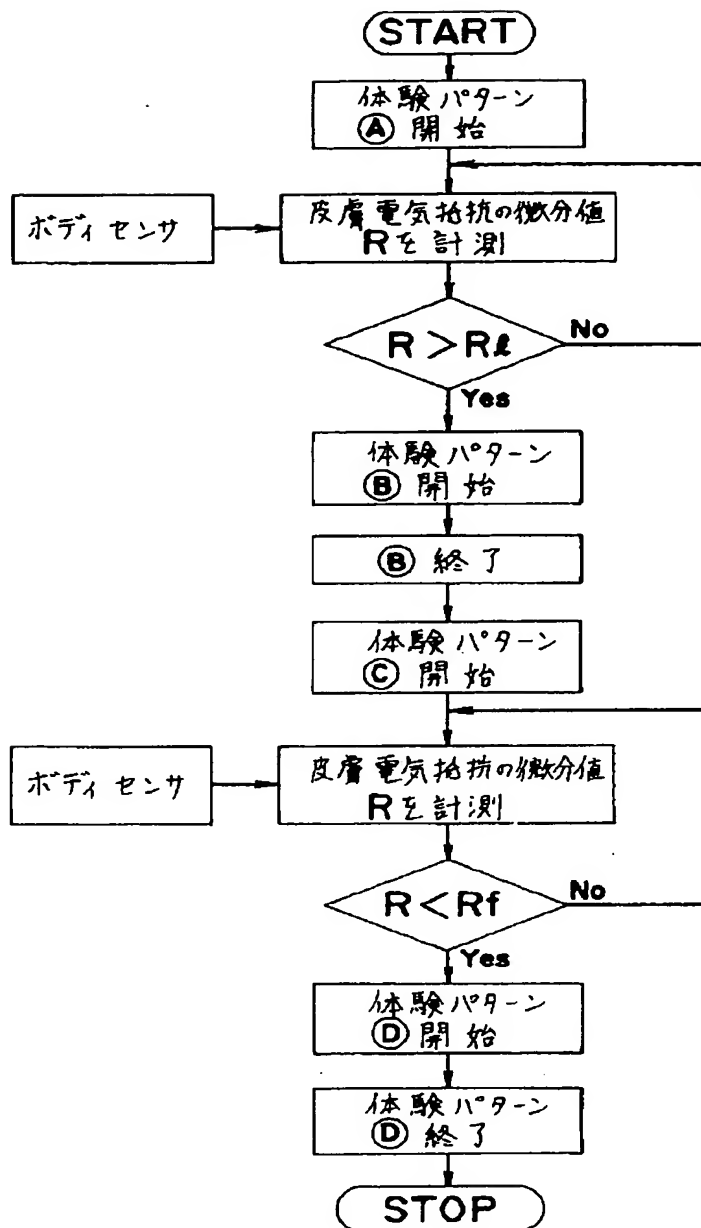 START
体験パターン
Ⓐ 開始
ボディセンサ
皮膚電気抵抗の微分値
Rを計測
R>Rℓ
No
Yes
体験パターン
Ⓑ 開始
Ⓑ 終了
体験パターン
Ⓒ 開始
ボディセンサ
皮膚電気抵抗の微分値
Rを計測
R<Rf
No
Yes
体験パターン
Ⓓ 開始
体験パターン
Ⓓ 終了
STOP